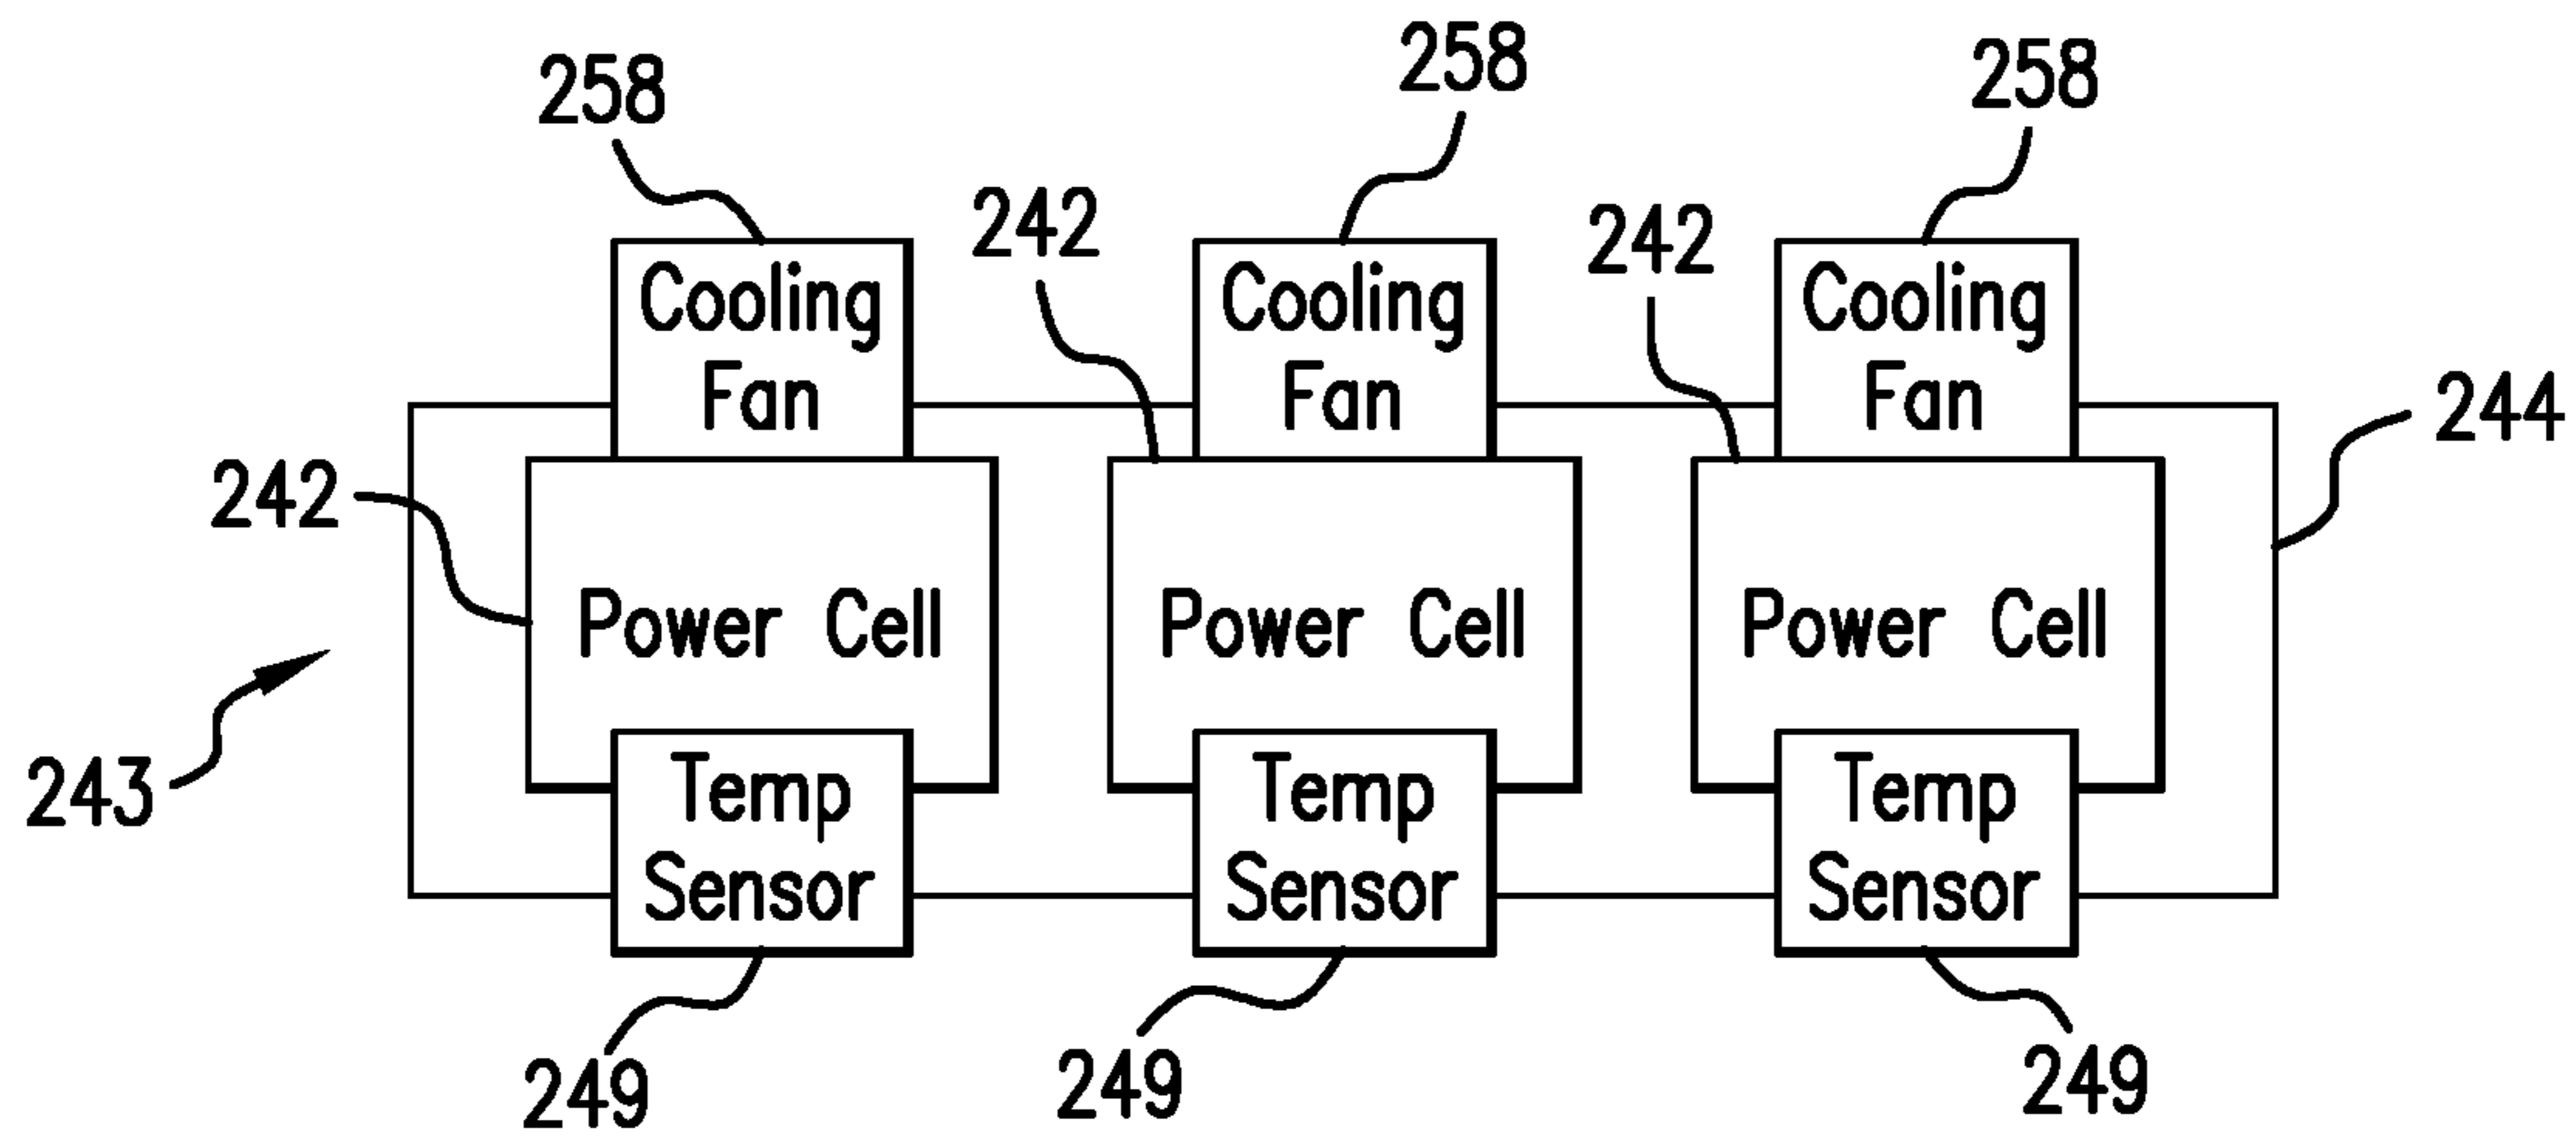 258 258 258
242 242
Cooling Cooling Cooling
Fan Fan Fan
244
242
Power Cell Power Cell Power Cell
243
Temp Temp Temp
Sensor Sensor Sensor
249 249 249